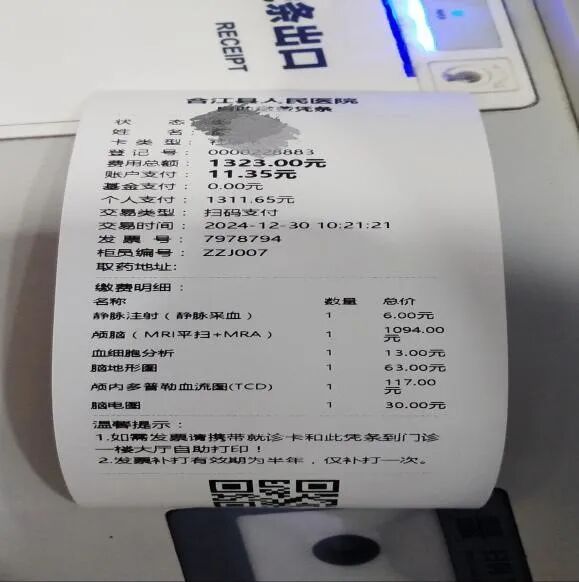 条出口
RECEIPT
合江县人民医院
自助缴费凭条
状 态:
姓 名:
卡 类 型: 社
登 记 号: 0000228883
费用总额: 1323.00元
账户支付: 11.35元
基金支付: 0.00元
个人支付: 1311.65元
交易类型: 扫码支付
交易时间: 2024-12-30 10:21:21
发 票 号: 7978794
柜员编号: ZZJ007
取药地址:
缴费明细:
名称 数量 总价
静脉注射(静脉采血) 1 6.00元
颅脑(MRI平扫+MRA) 1 1094.00元
血细胞分析 1 13.00元
脑地形图 1 63.00元
颅内多普勒血流图(TCD) 1 117.00元
脑电图 1 30.00元
温馨提示:
1.如需发票请携带就诊卡和此凭条到门诊
一楼大厅自助打印!
2.发票补打有效期为半年,仅补打一次。